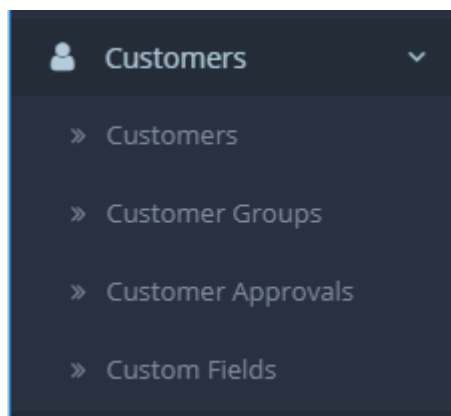 Customers
» Customers
» Customer Groups
» Customer Approvals
» Custom Fields